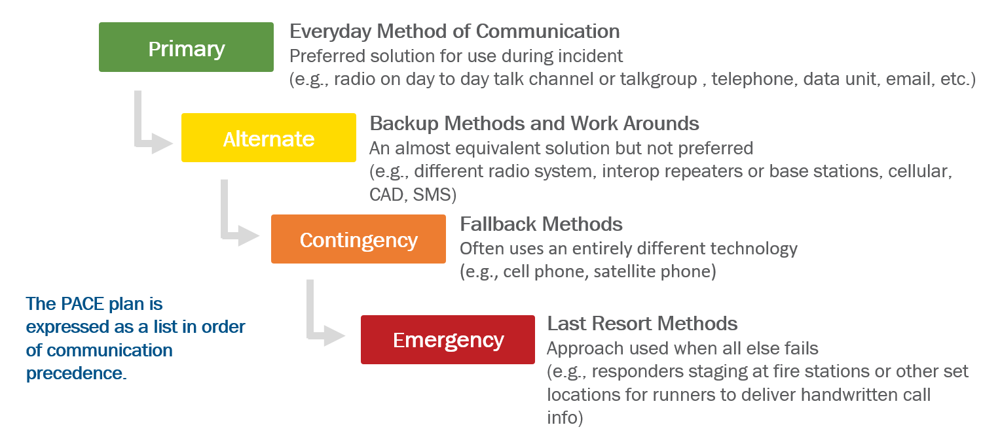 Primary
Everyday Method of Communication
Preferred solution for use during incident
(e.g., radio on day to day talk channel or talkgroup , telephone, data unit, email, etc.)
Alternate
Backup Methods and Work Arounds
An almost equivalent solution but not preferred
(e.g., different radio system, interop repeaters or base stations, cellular,
CAD, SMS)
Contingency
Fallback Methods
Often uses an entirely different technology
(e.g., cell phone, satellite phone)
The PACE plan is
expressed as a list in order
of communication
precedence.
Emergency
Last Resort Methods
Approach used when all else fails
(e.g., responders staging at fire stations or other set
locations for runners to deliver handwritten call
info)